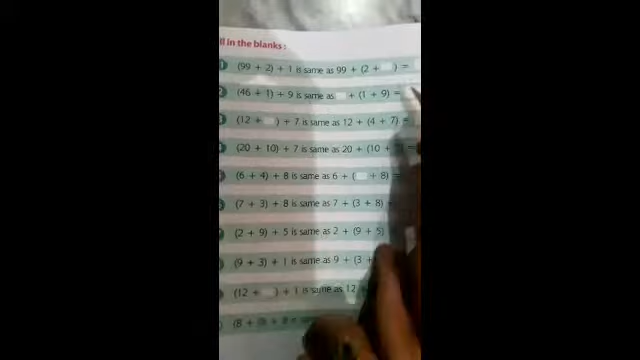 ll in the blanks :
(99 + 2) + 1 is same as 99 + (2 + ) =
2 (46 + 1) + 9 is same as + (1 + 9) =
(12 + ) + 7 is same as 12 + (4 + 7) =
(20 + 10) + 7 is same as 20 + (10 + =
(6 + 4) + 8 is same as 6 + ( + 8) =
(7 + 3) + 8 is same as 7 + (3 + 8)
(2 + 9) + 5 is same as 2 + (9 + 5)
(9 + 3) + 1 is same as 9 + (3 +
(12 + ) + 1 is same as 12
(8 +